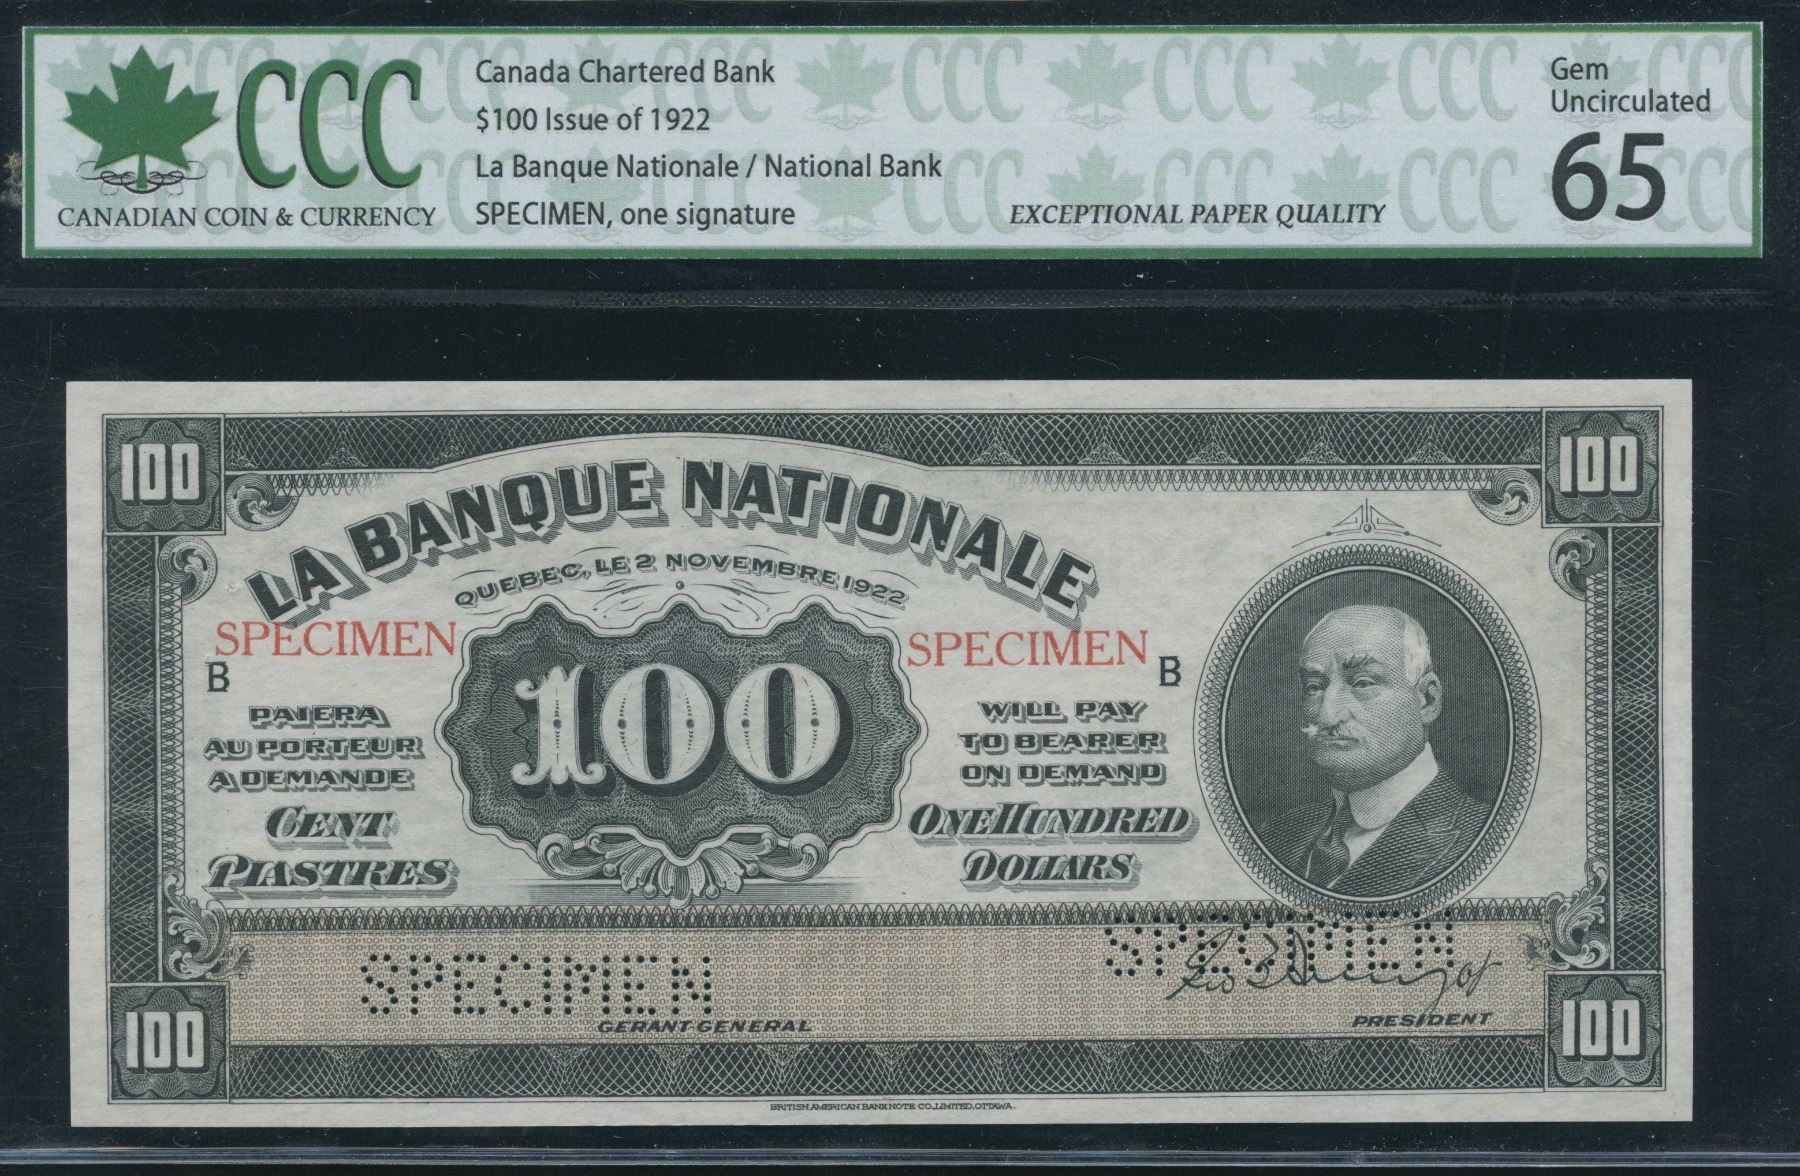 CCC
CANADIAN COIN & CURRENCY
Canada Chartered Bank
$100 Issue of 1922
La Banque Nationale / National Bank
SPECIMEN, one signature
EXCEPTIONAL PAPER QUALITY
Gem
Uncirculated
65
100
100
LA BANQUE NATIONALE
QUEBEC, LE 2 NOVEMBRE 1922
SPECIMEN
SPECIMEN
B
B
100
PAIERA
AU PORTEUR
A DEMANDE
CENT
PIASTRES
WILL PAY
TO BEARER
ON DEMAND
ONE HUNDRED
DOLLARS
SPECIMEN
SPECIMEN
GERANT GENERAL
PRESIDENT
100
100
BRITISH AMERICAN BANK NOTE CO. LIMITED, OTTAWA.